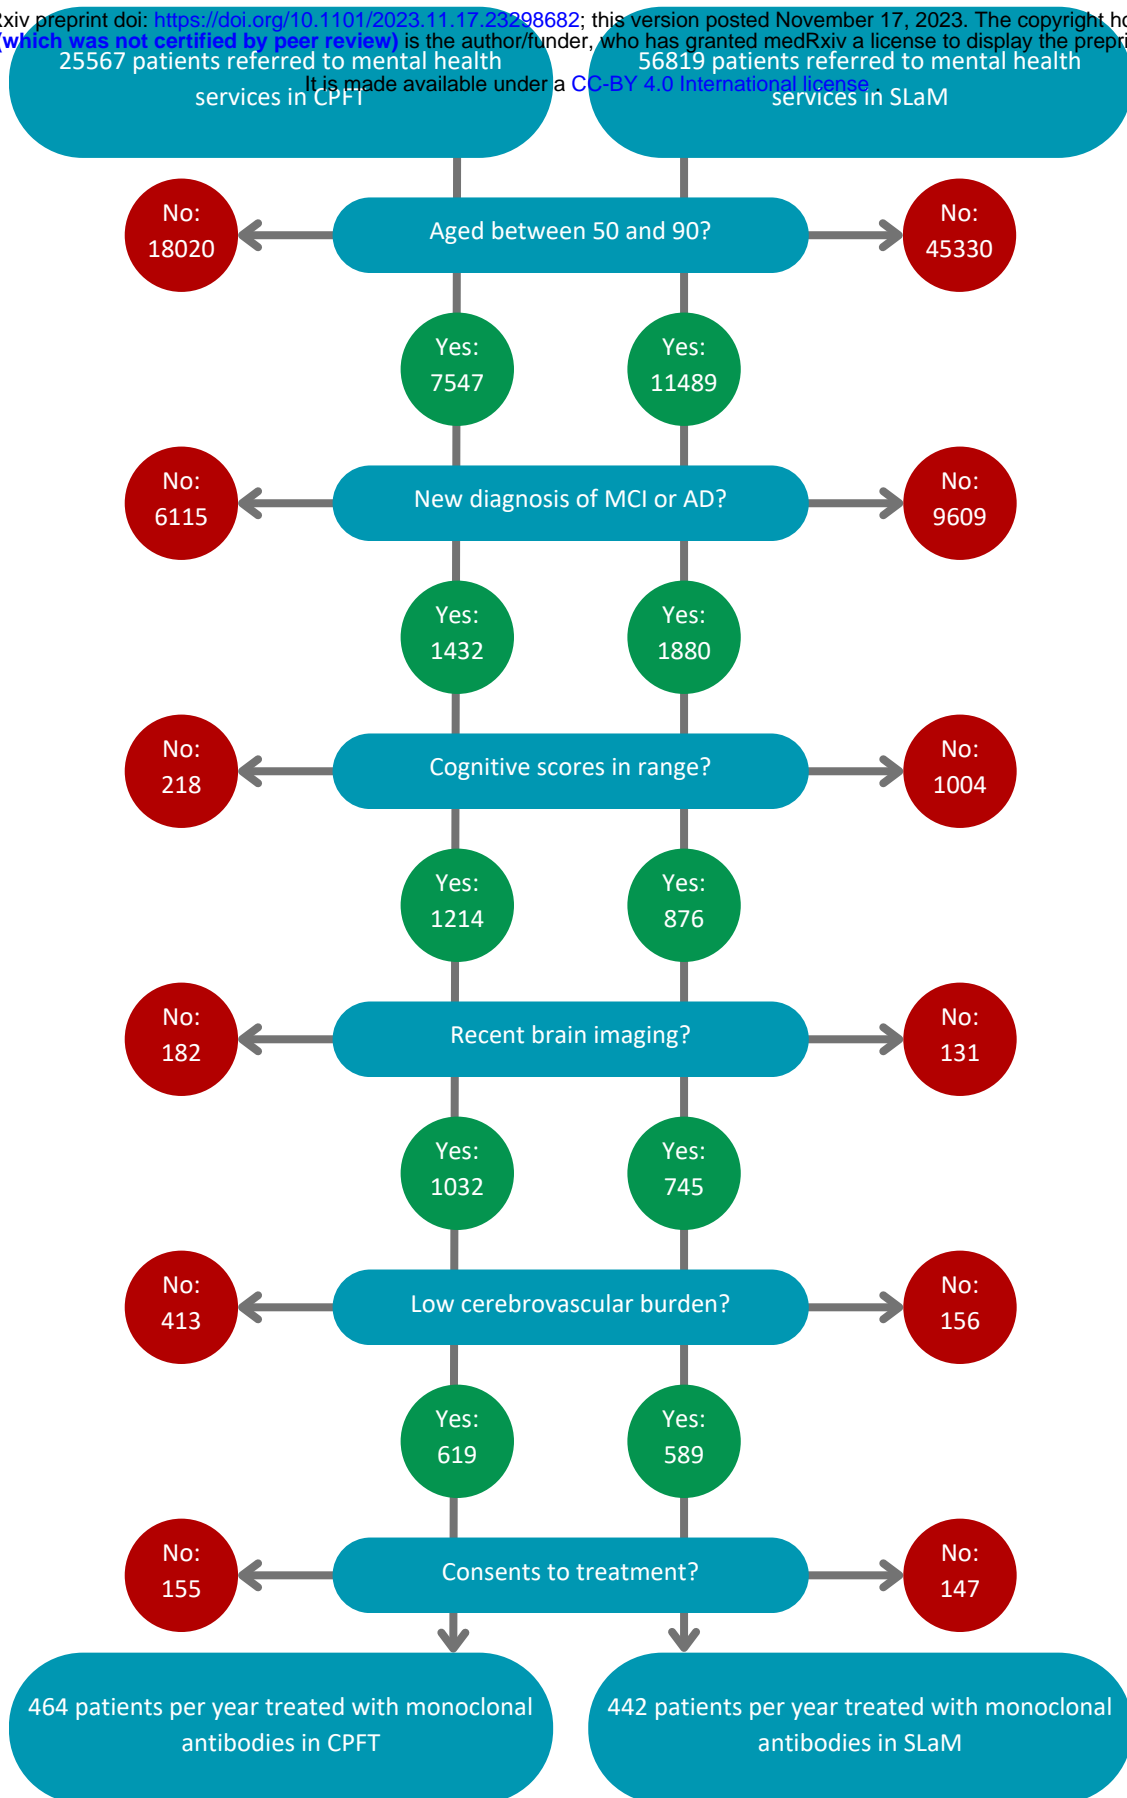 xiv preprint doi: https://doi.org/10.1101/2023.11.17.23298682; this version posted November 17, 2023. The copyright ho
(which was not certified by peer review) is the author/funder, who has granted medRxiv a license to display the prepri
It is made available under a CC-BY 4.0 International license .
25567 patients referred to mental health
services in CPFT
56819 patients referred to mental health
services in SLaM
No:
18020
Aged between 50 and 90?
No:
45330
Yes:
7547
Yes:
11489
No:
6115
New diagnosis of MCI or AD?
No:
9609
Yes:
1432
Yes:
1880
No:
218
Cognitive scores in range?
No:
1004
Yes:
1214
Yes:
876
No:
182
Recent brain imaging?
No:
131
Yes:
1032
Yes:
745
No:
413
Low cerebrovascular burden?
No:
156
Yes:
619
Yes:
589
No:
155
Consents to treatment?
No:
147
464 patients per year treated with monoclonal
antibodies in CPFT
442 patients per year treated with monoclonal
antibodies in SLaM